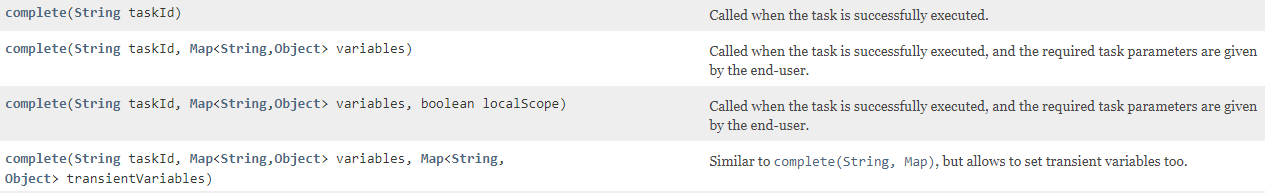 complete(String taskId)
Called when the task is successfully executed.
complete(String taskId, Map<String,Object> variables)
Called when the task is successfully executed, and the required task parameters are given
by the end-user.
complete(String taskId, Map<String,Object> variables, boolean localScope)
Called when the task is successfully executed, and the required task parameters are given
by the end-user.
complete(String taskId, Map<String,Object> variables, Map<String,
Object> transientVariables)
Similar to complete(String, Map), but allows to set transient variables too.